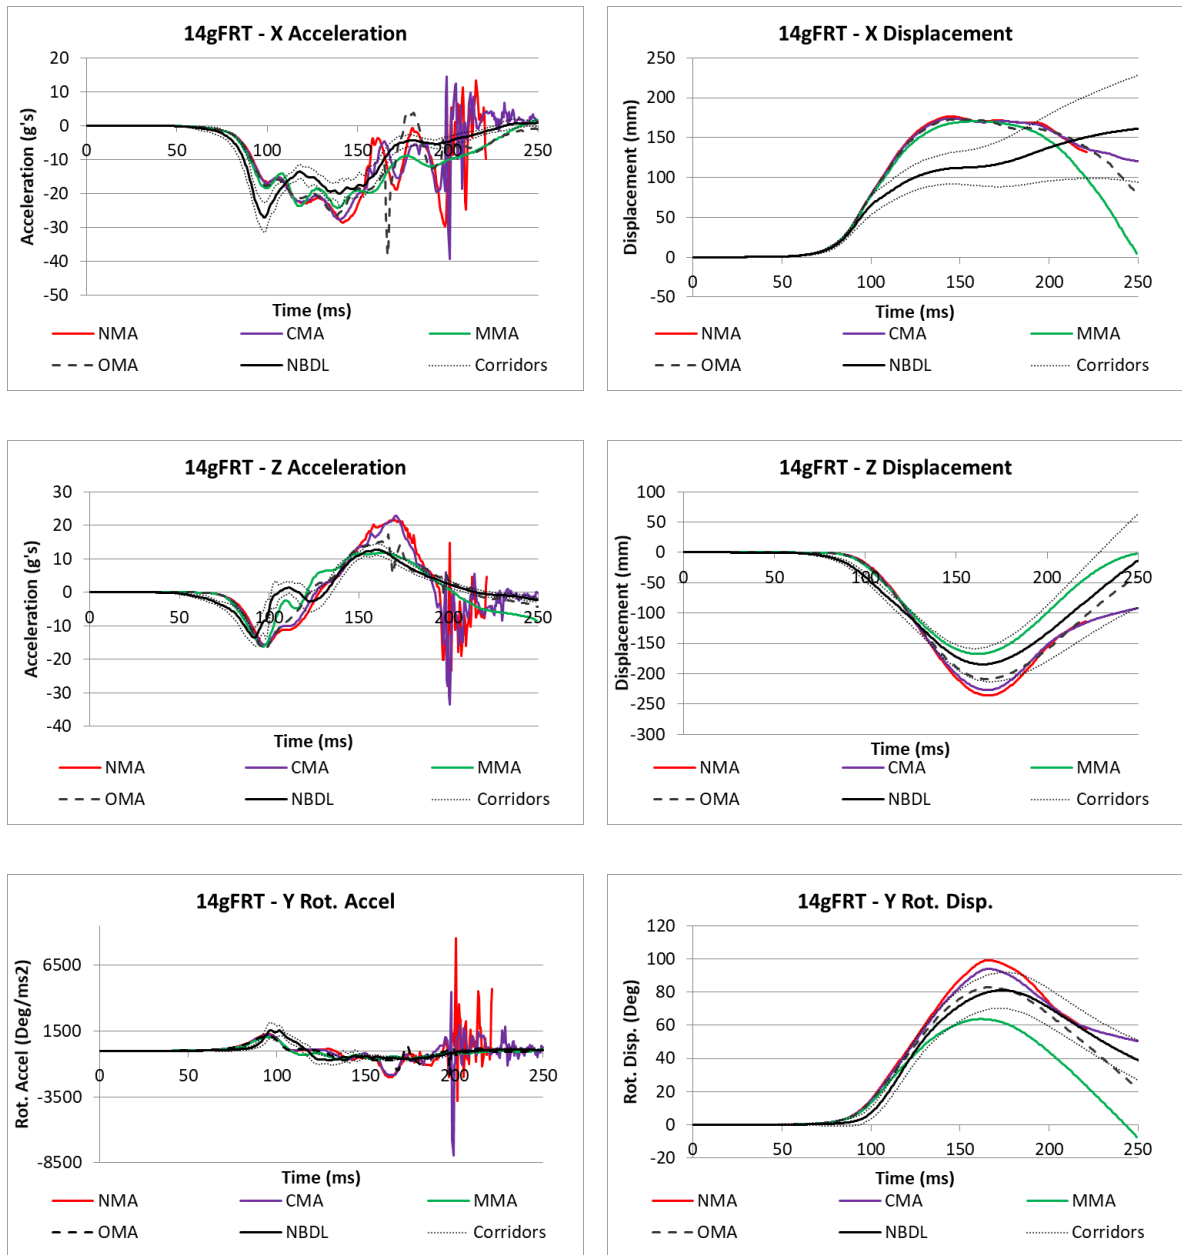 14gFRT - X Acceleration
20
10
0
-10
-20
-30
-40
-50
0 50 100 150 200 250
Acceleration (g's)
Time (ms)
NMA CMA MMA
OMA NBDL Corridors
14gFRT - X Displacement
250
200
150
100
50
0
-50
0 50 100 150 200 250
Displacement (mm)
Time (ms)
NMA CMA MMA
OMA NBDL Corridors
14gFRT - Z Acceleration
30
20
10
0
-10
-20
-30
-40
0 50 100 150 200 250
Acceleration (g's)
Time (ms)
NMA CMA MMA
OMA NBDL Corridors
14gFRT - Z Displacement
100
50
0
-50
-100
-150
-200
-250
-300
0 50 100 150 200 250
Displacement (mm)
Time (ms)
NMA CMA MMA
OMA NBDL Corridors
14gFRT - Y Rot. Accel
6500
1500
-3500
-8500
0 50 100 150 200 250
Rot. Accel (Deg/ms2)
Time (ms)
NMA CMA MMA
OMA NBDL Corridors
14gFRT - Y Rot. Disp.
120
100
80
60
40
20
0
-20
0 50 100 150 200 250
Rot. Disp. (Deg)
Time (ms)
NMA CMA MMA
OMA NBDL Corridors